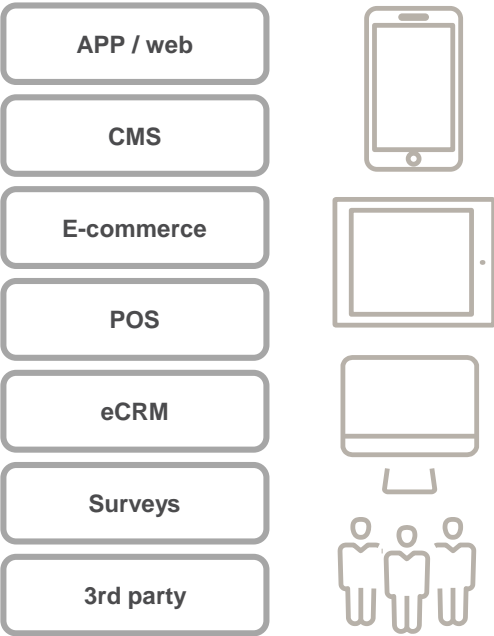 APP / web
CMS
E-commerce
POS
eCRM
Surveys
3rd party